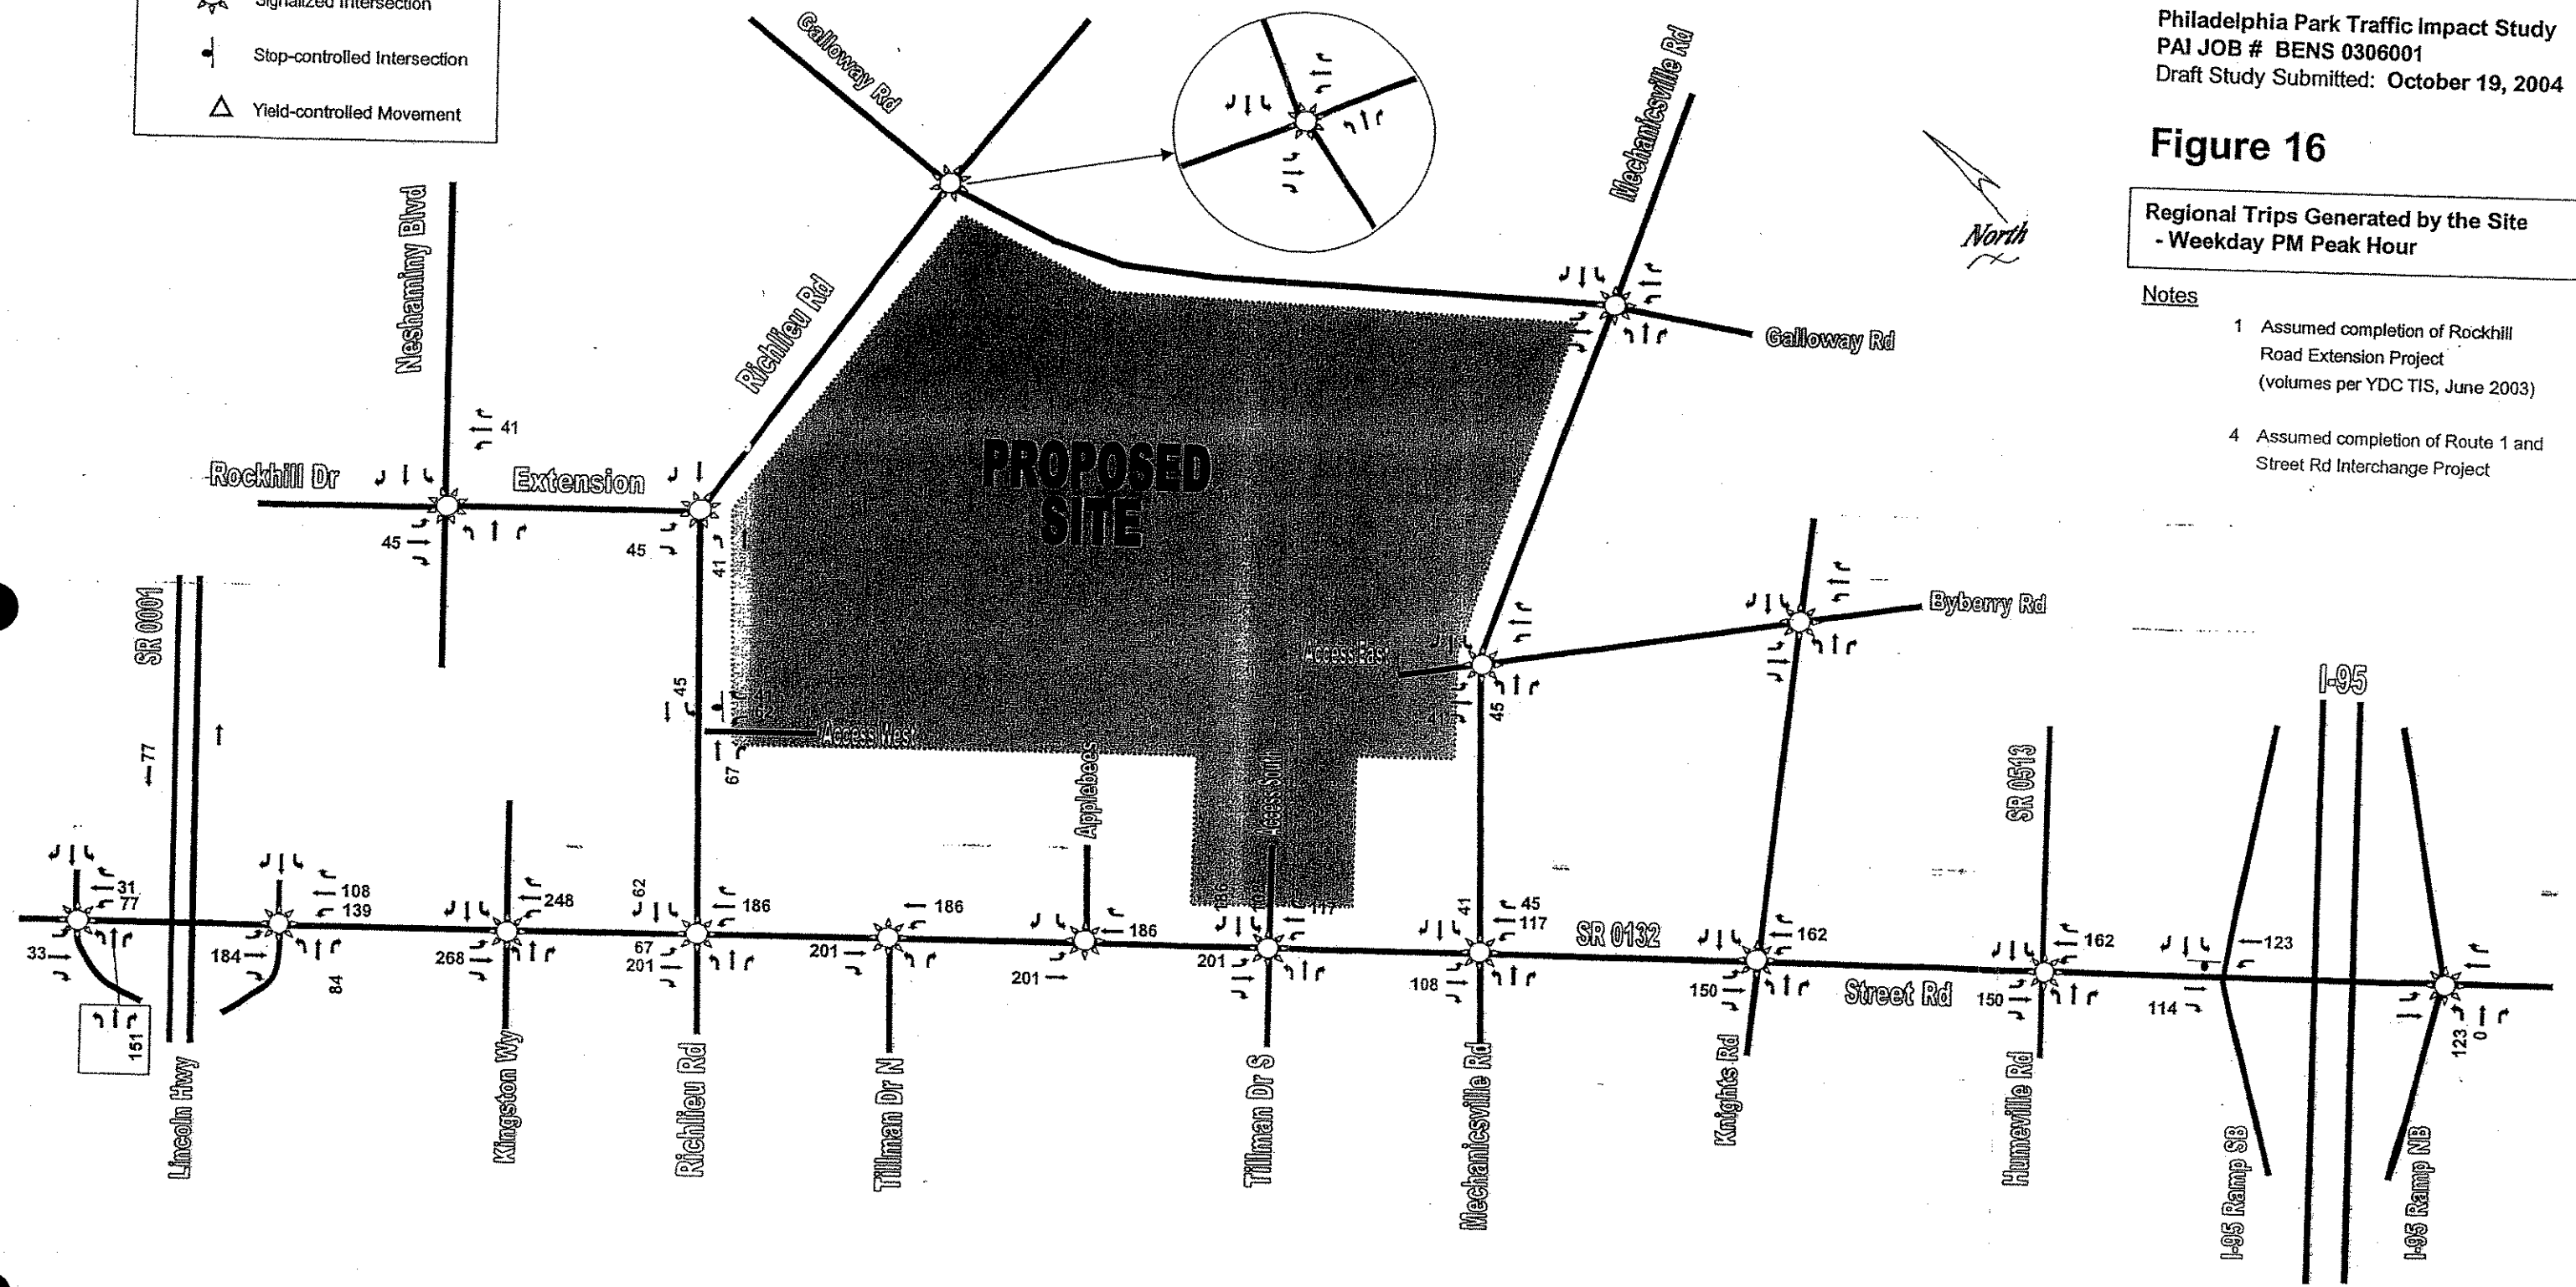 Signalized Intersection
Stop-controlled Intersection
Yield-controlled Movement
Philadelphia Park Traffic Impact Study
PAI JOB # BENS 0306001
Draft Study Submitted: October 19, 2004
Figure 16
Regional Trips Generated by the Site
- Weekday PM Peak Hour
Notes
1 Assumed completion of Rockhill
Road Extension Project
(volumes per YDC TIS, June 2003)
4 Assumed completion of Route 1 and
Street Rd Interchange Project
North
Galloway Rd
Mechanicsville Rd
Galloway Rd
Neshaminy Blvd
Richlieu Rd
41
Rockhill Dr
Extension
45
45
41
PROPOSED
SITE
SR 0001
77
45
62
Access West
67
Access East
41
45
Byberry Rd
Applebees
Access South
SR 0513
I-95
31
77
33
151
108
139
184
84
248
268
62
186
67
201
186
201
186
201
108
117
201
41
45
117
108
SR 0132
162
150
Street Rd
162
150
123
114
123
0
Lincoln Hwy
Kingston Wy
Richlieu Rd
Tillman Dr N
Tillman Dr S
Mechanicsville Rd
Knights Rd
Humeville Rd
I-95 Ramp SB
I-95 Ramp NB